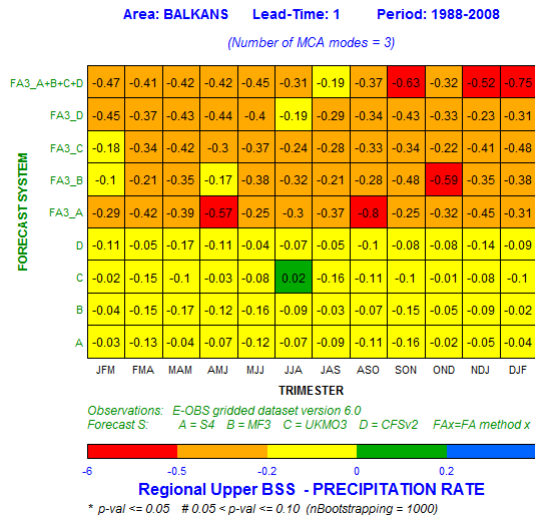 Area: BALKANS Lead-Time: 1 Period: 1988-2008
(Number of MCA modes = 3)
FA3_A+B+C+D -0.47 -0.41 -0.42 -0.42 -0.45 -0.31 -0.19 -0.37 -0.63 -0.32 -0.52 -0.75
FA3_D -0.45 -0.37 -0.43 -0.44 -0.4 -0.19 -0.29 -0.34 -0.43 -0.33 -0.23 -0.31
FA3_C -0.18 -0.34 -0.42 -0.3 -0.37 -0.24 -0.28 -0.33 -0.34 -0.22 -0.41 -0.48
FA3_B -0.1 -0.21 -0.35 -0.17 -0.38 -0.32 -0.21 -0.28 -0.48 -0.59 -0.35 -0.38
FA3_A -0.29 -0.42 -0.39 -0.57 -0.25 -0.3 -0.37 -0.8 -0.25 -0.32 -0.45 -0.31
D -0.11 -0.05 -0.17 -0.11 -0.04 -0.07 -0.05 -0.1 -0.08 -0.08 -0.14 -0.09
C -0.02 -0.15 -0.1 -0.03 -0.08 0.02 -0.16 -0.11 -0.1 -0.01 -0.08 -0.1
B -0.04 -0.15 -0.17 -0.12 -0.16 -0.09 -0.03 -0.07 -0.15 -0.05 -0.09 -0.02
A -0.03 -0.13 -0.04 -0.07 -0.12 -0.07 -0.09 -0.11 -0.16 -0.02 -0.05 -0.04
FORECAST SYSTEM
JFM FMA MAM AMJ MJJ JJA JAS ASO SON OND NDJ DJF
TRIMESTER
Observations: E-OBS gridded dataset version 6.0
Forecast S: A = S4 B = MF3 C = UKMO3 D = CFSv2 FAx=FA method x
-6 -0.5 -0.2 0 0.2
Regional Upper BSS - PRECIPITATION RATE
* p-val <= 0.05 # 0.05 < p-val <= 0.10 (nBootstrapping = 1000)